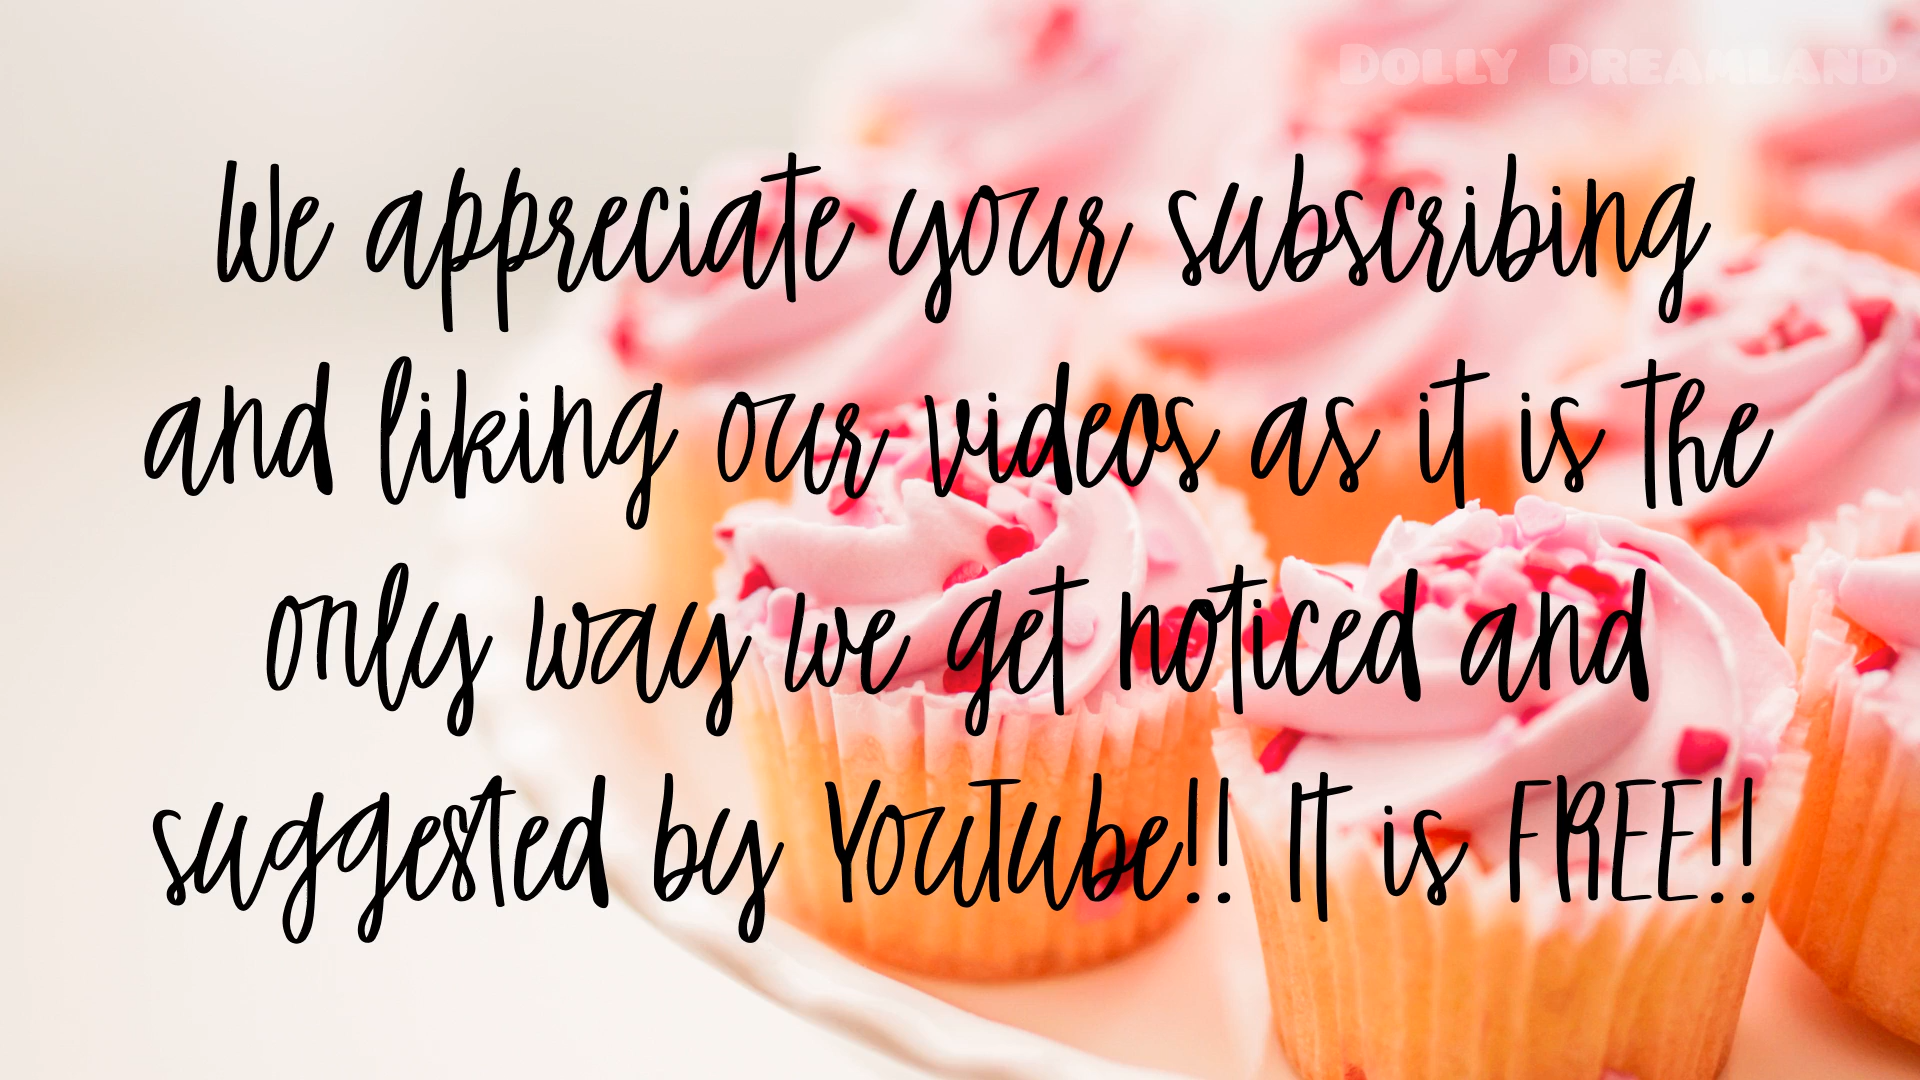 Dolly Dreamland
We appreciate your subscribing
and liking our videos as it is the
only way we get noticed and
suggested by YouTube!! It is FREE!!